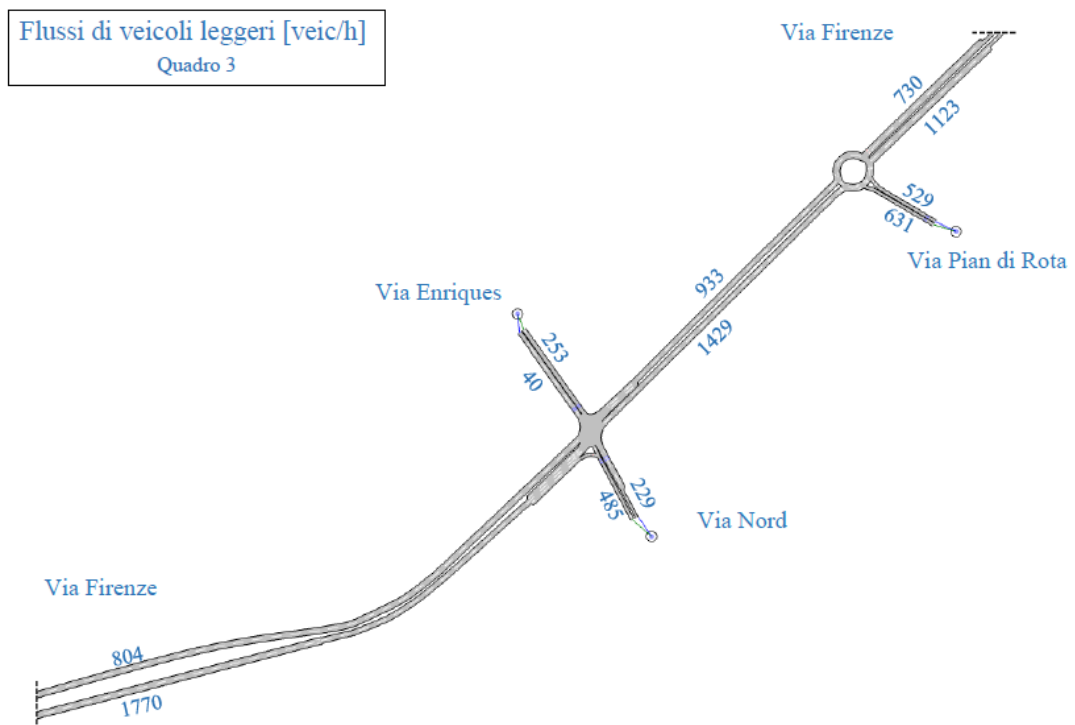 Flussi di veicoli leggeri [veic/h]
Quadro 3
Via Firenze
730
1123
529
631
Via Pian di Rota
933
1429
Via Enriques
253
40
229
485
Via Nord
Via Firenze
804
1770